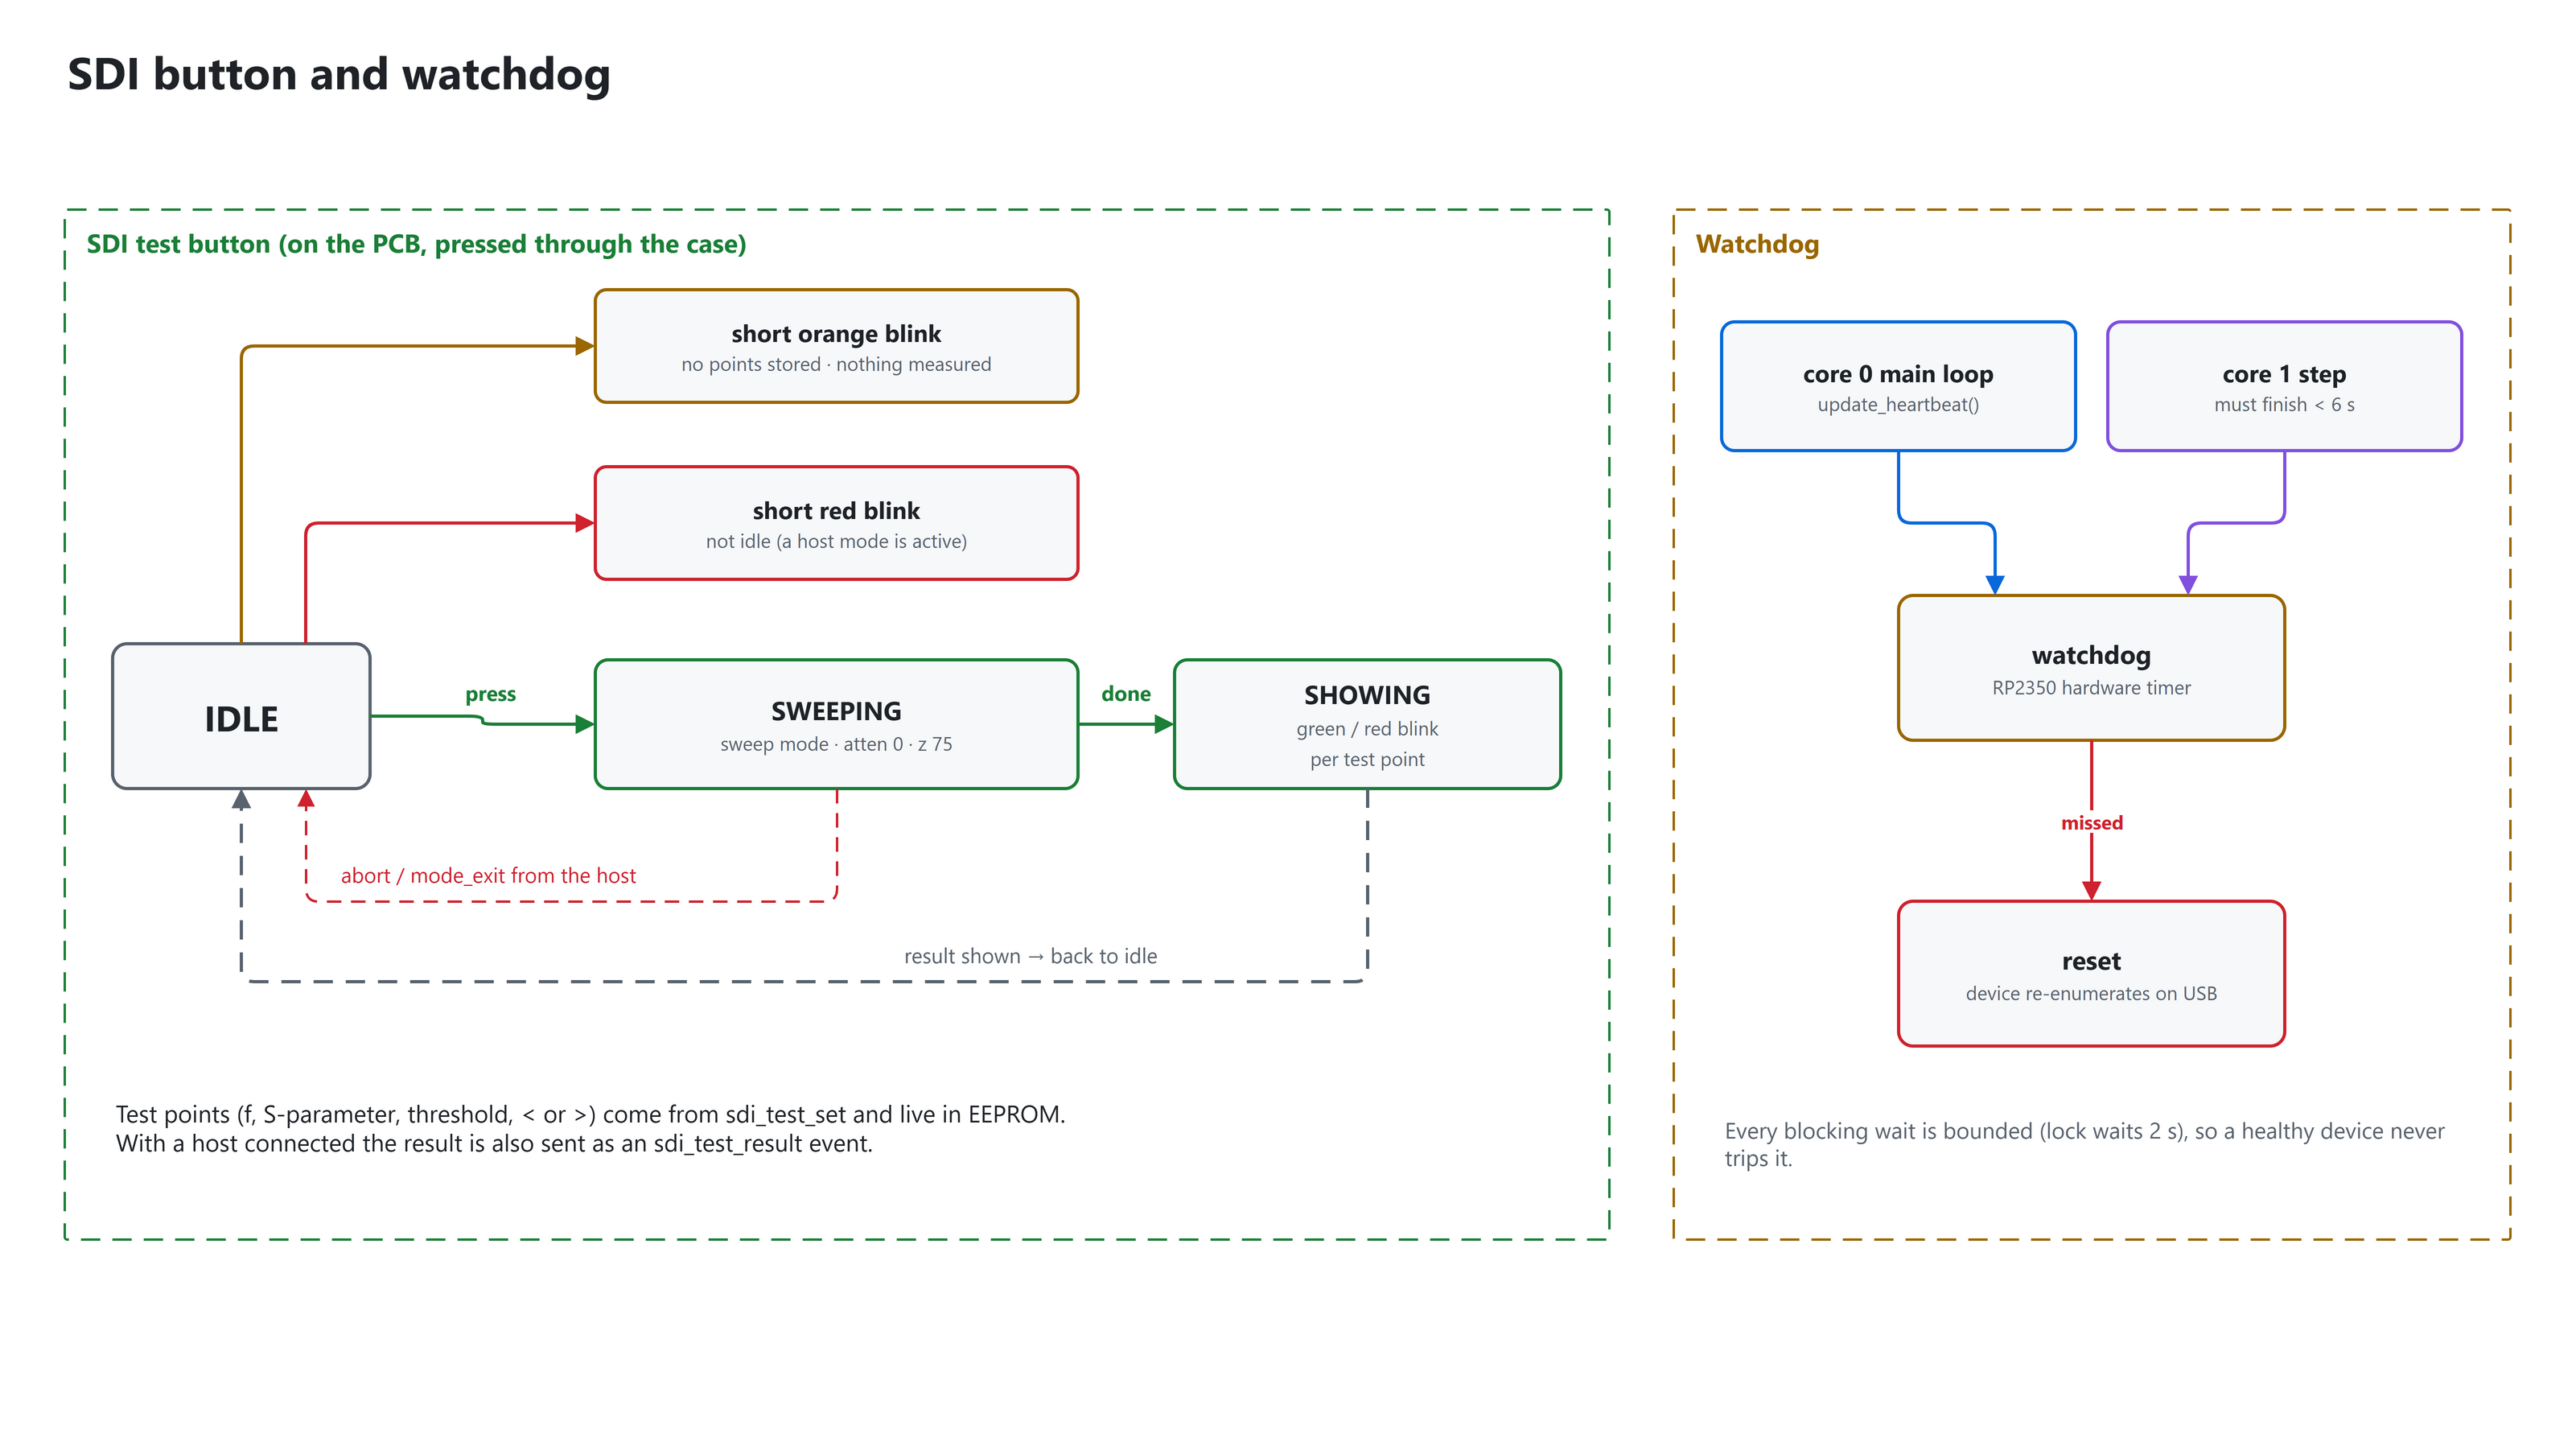 SDI button and watchdog
SDI test button (on the PCB, pressed through the case)
short orange blink
no points stored · nothing measured
short red blink
not idle (a host mode is active)
IDLE
press
SWEEPING
sweep mode · atten 0 · z 75
done
SHOWING
green / red blink
per test point
abort / mode_exit from the host
result shown → back to idle
Test points (f, S-parameter, threshold, < or >) come from sdi_test_set and live in EEPROM.
With a host connected the result is also sent as an sdi_test_result event.
Watchdog
core 0 main loop
update_heartbeat()
core 1 step
must finish < 6 s
watchdog
RP2350 hardware timer
missed
reset
device re-enumerates on USB
Every blocking wait is bounded (lock waits 2 s), so a healthy device never
trips it.